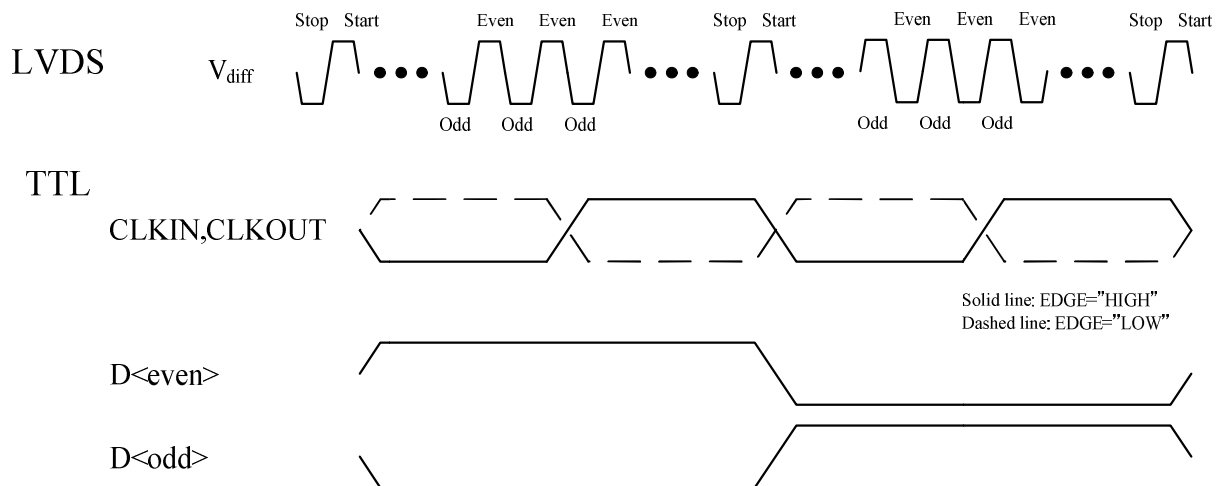 Stop Start Even Even Even Stop Start Even Even Even Stop Start
LVDS
Vdiff
Odd Odd Odd Odd Odd Odd
TTL
CLKIN,CLKOUT
Solid line: EDGE="HIGH"
Dashed line: EDGE="LOW"
D<even>
D<odd>